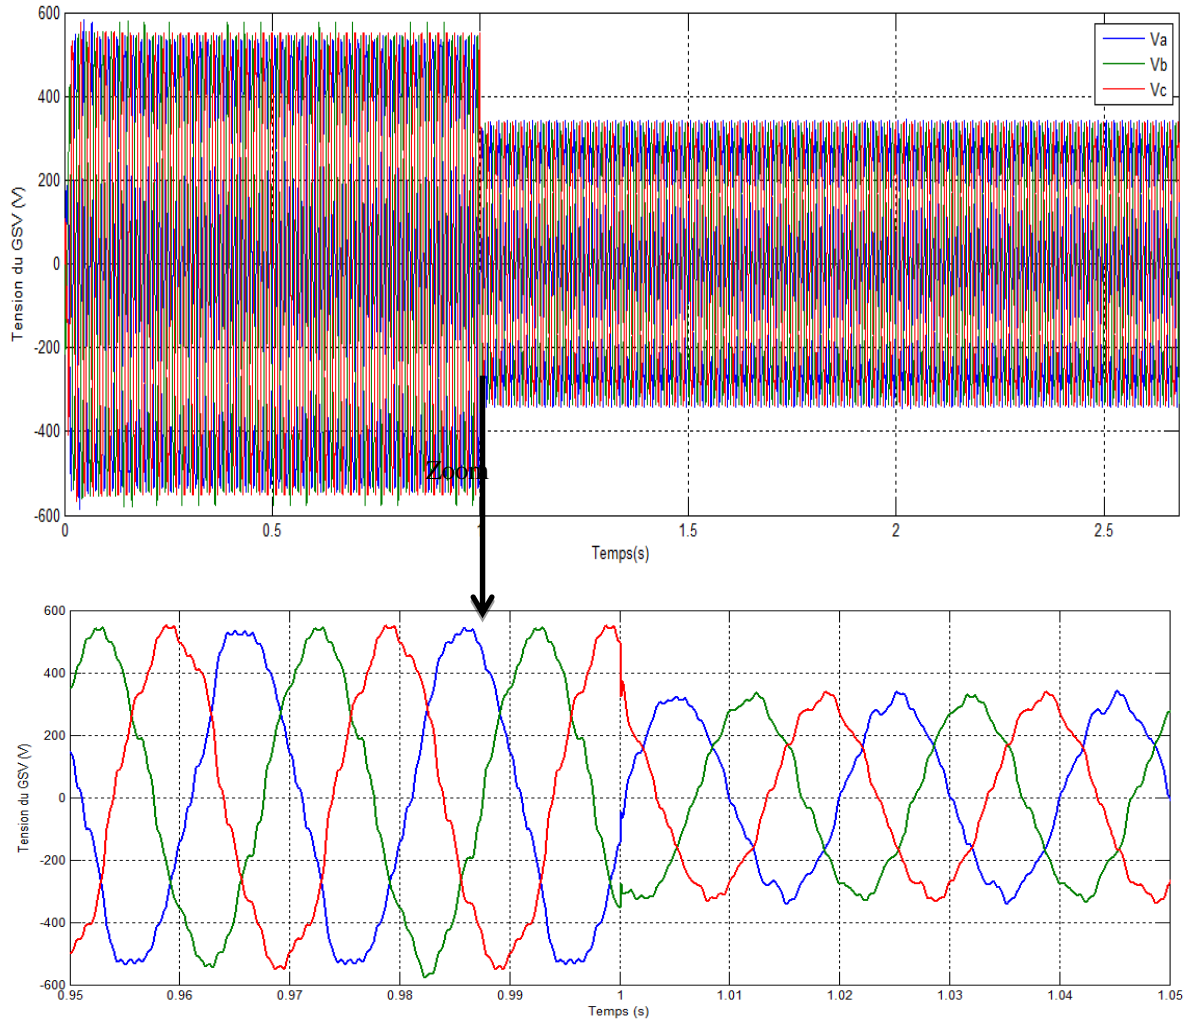 600
400
200
0
-200
-400
-600
Tension du GSV (V)
Va
Vb
Vc
Zoom
0 0.5 1 1.5 2 2.5
Temps(s)
600
400
200
0
-200
-400
-600
Tension du GSV (V)
0.95 0.96 0.97 0.98 0.99 1 1.01 1.02 1.03 1.04 1.05
Temps (s)